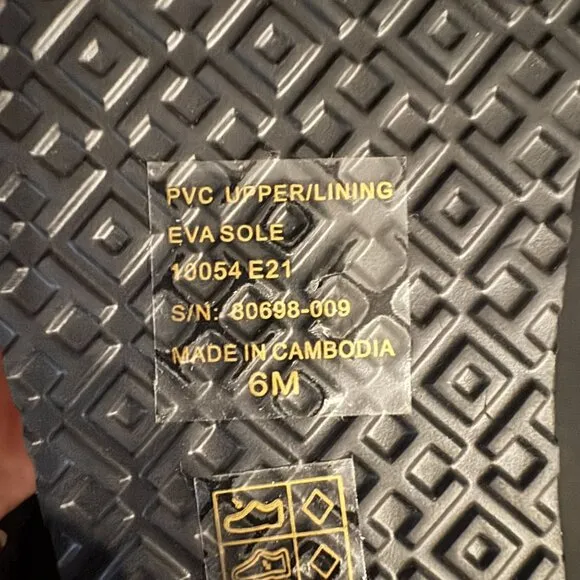 PVC UPPER/LINING
EVA SOLE
10054 E21
S/N: 80698-009
MADE IN CAMBODIA
6M